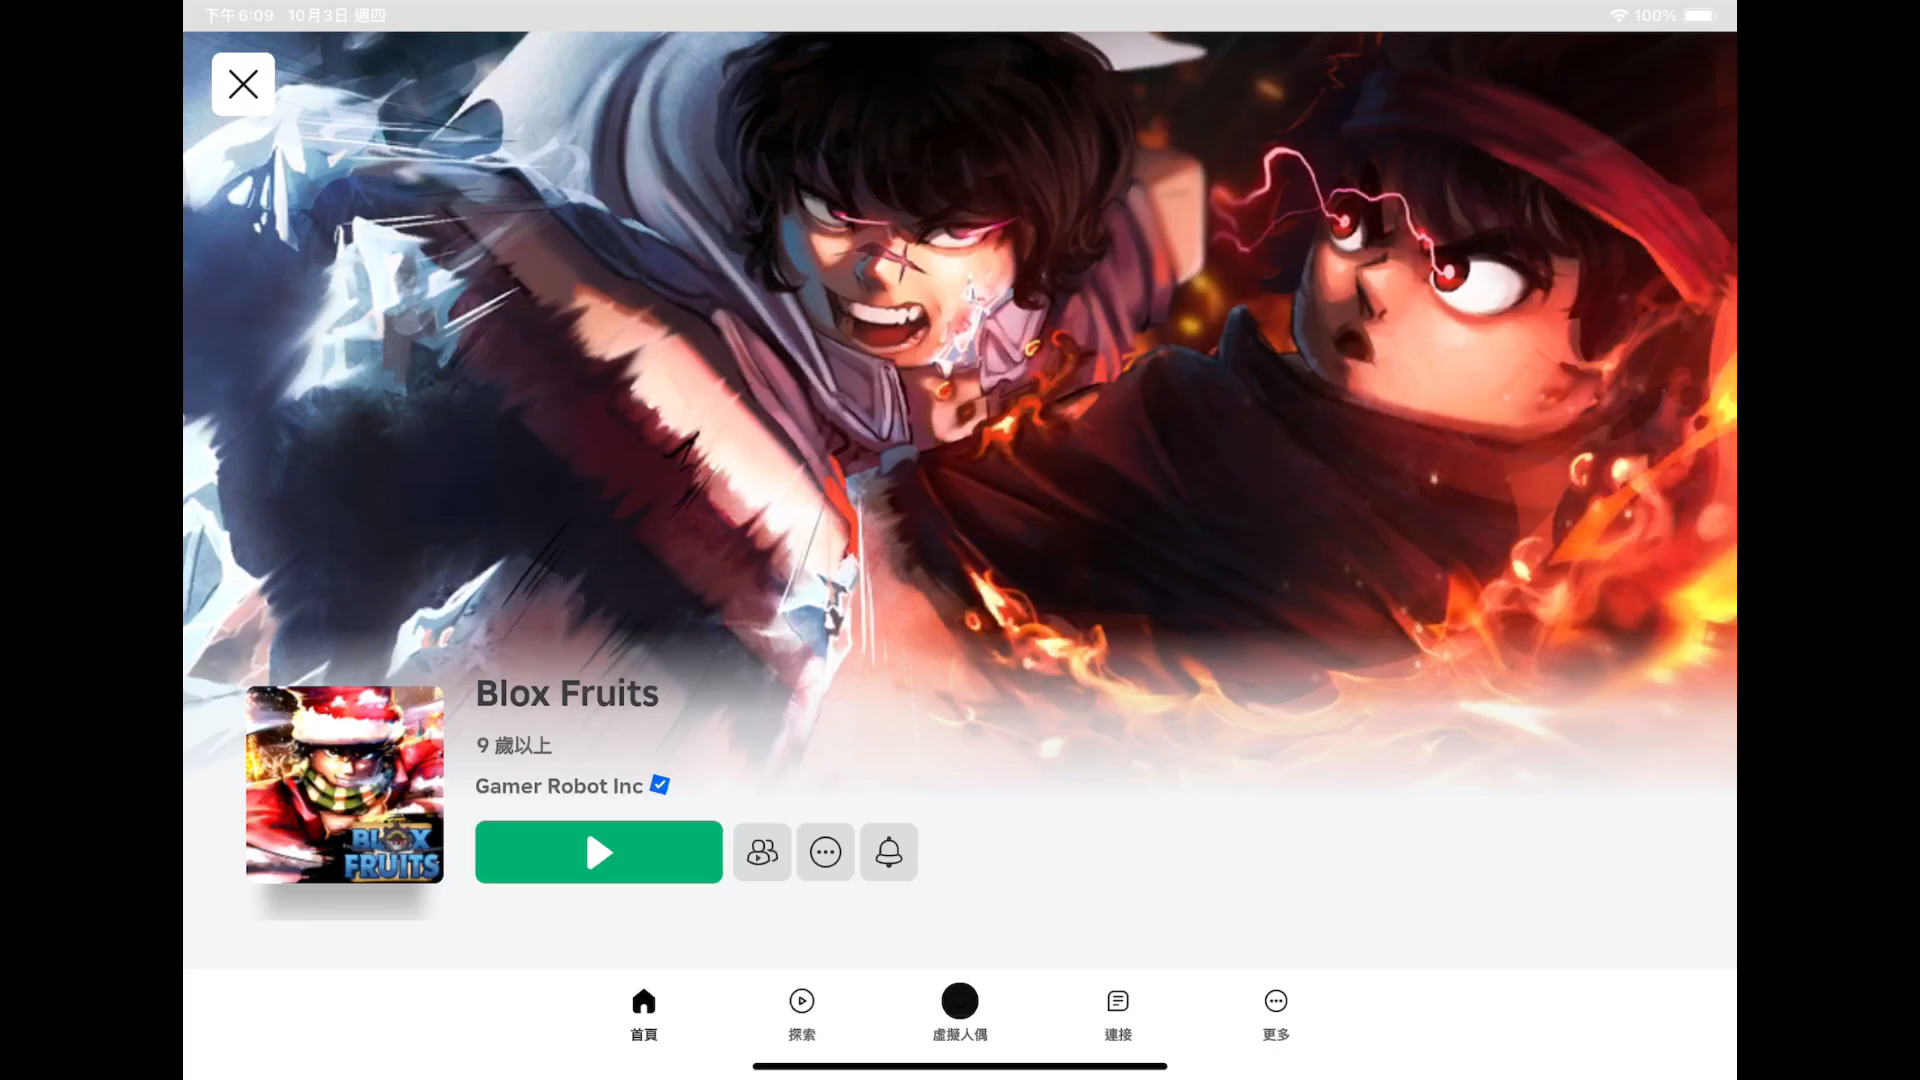 下午6:09 10月3日 週四
100%
Blox Fruits
9 歲以上
Gamer Robot Inc
BLOX
FRUITS
首頁
探索
虛擬人偶
連接
更多